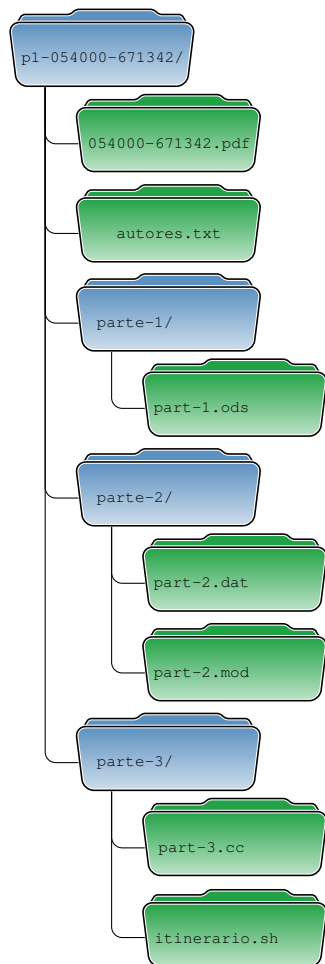 p1-054000-671342/
054000-671342.pdf
autores.txt
parte-1/
part-1.ods
parte-2/
part-2.dat
part-2.mod
parte-3/
part-3.cc
itinerario.sh